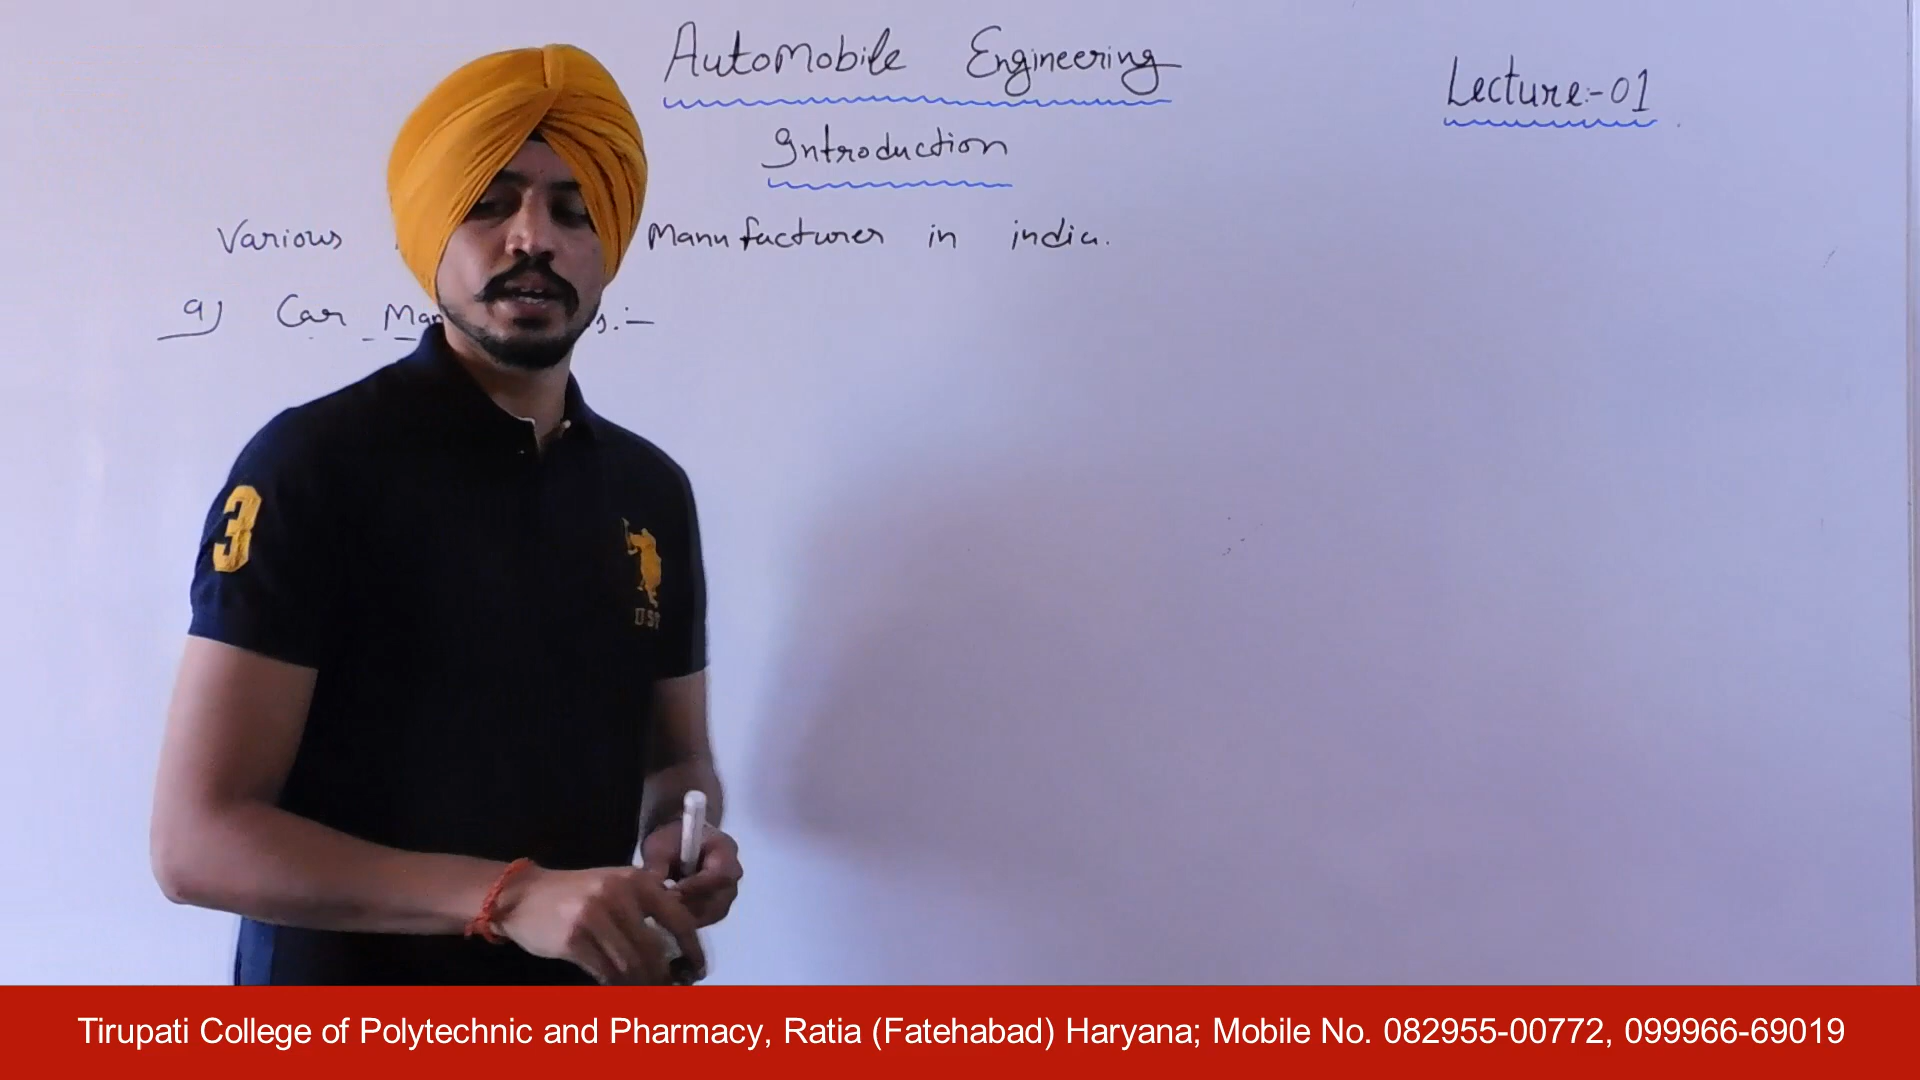 AutoMobile Engineering
Lecture:-01
Introduction
Various Manufacturer in india.
a) Car
3
Tirupati College of Polytechnic and Pharmacy, Ratia (Fatehabad) Haryana; Mobile No. 082955-00772, 099966-69019